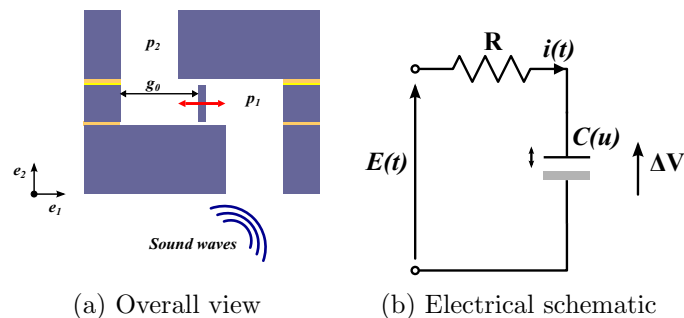 p2
g0
p1
e2
e1
Sound waves
(a) Overall view
R
i(t)
C(u)
E(t)
ΔV
(b) Electrical schematic